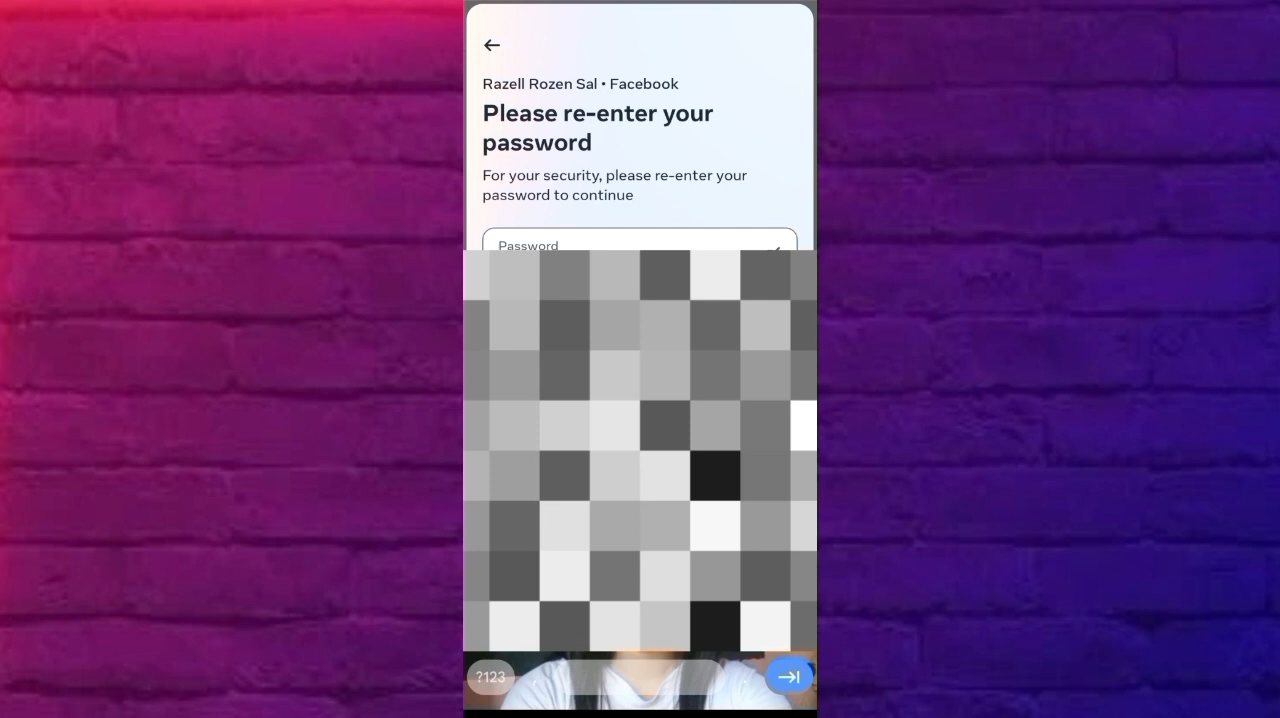 Razell Rozen Sal • Facebook
Please re-enter your
password
For your security, please re-enter your
password to continue
Password
?123